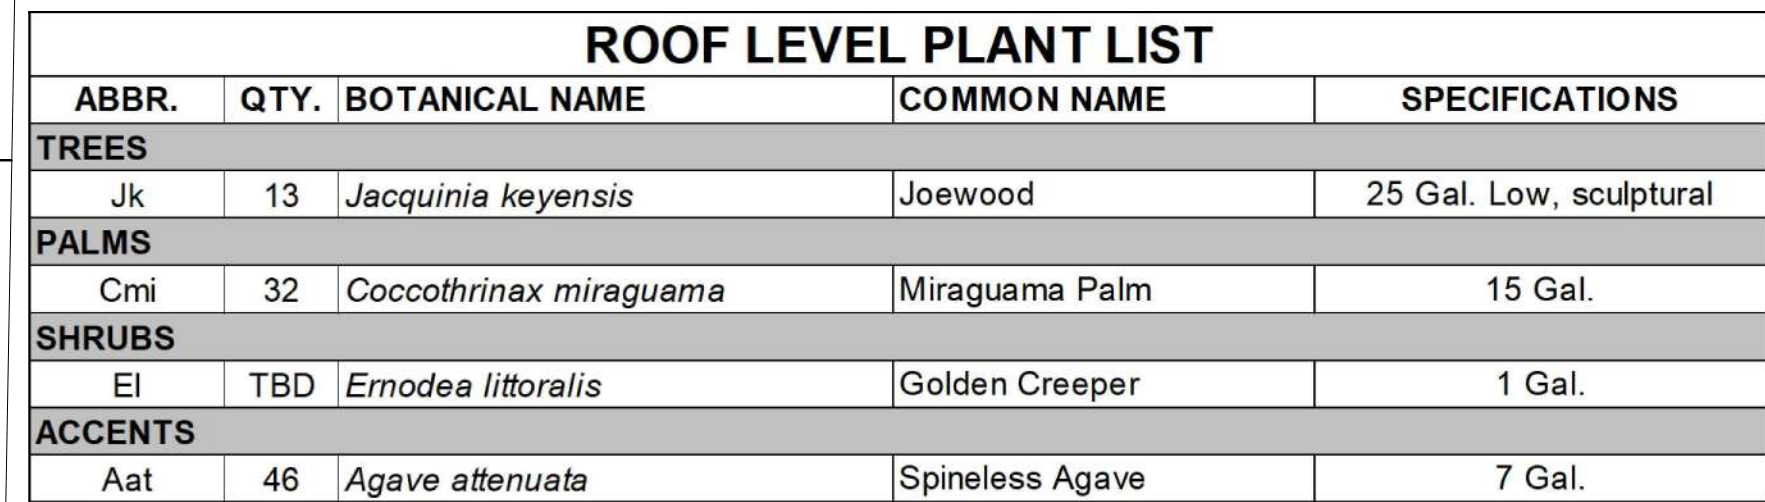 ROOF LEVEL PLANT LIST
ABBR. QTY. BOTANICAL NAME COMMON NAME SPECIFICATIONS
TREES
Jk 13 Jacquinia keyensis Joewood 25 Gal. Low, sculptural
PALMS
Cmi 32 Coccothrinax miraguama Miraguama Palm 15 Gal.
SHRUBS
El TBD Ernodea littoralis Golden Creeper 1 Gal.
ACCENTS
Aat 46 Agave attenuata Spineless Agave 7 Gal.